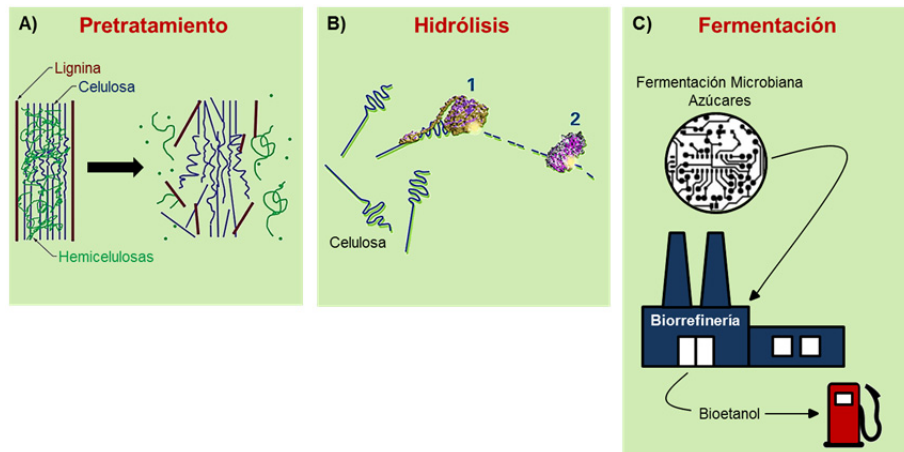 A) Pretratamiento
Lignina
Celulosa
Hemicelulosas
B) Hidrólisis
1
2
Celulosa
C) Fermentación
Fermentación Microbiana
Azúcares
Biorrefinería
Bioetanol